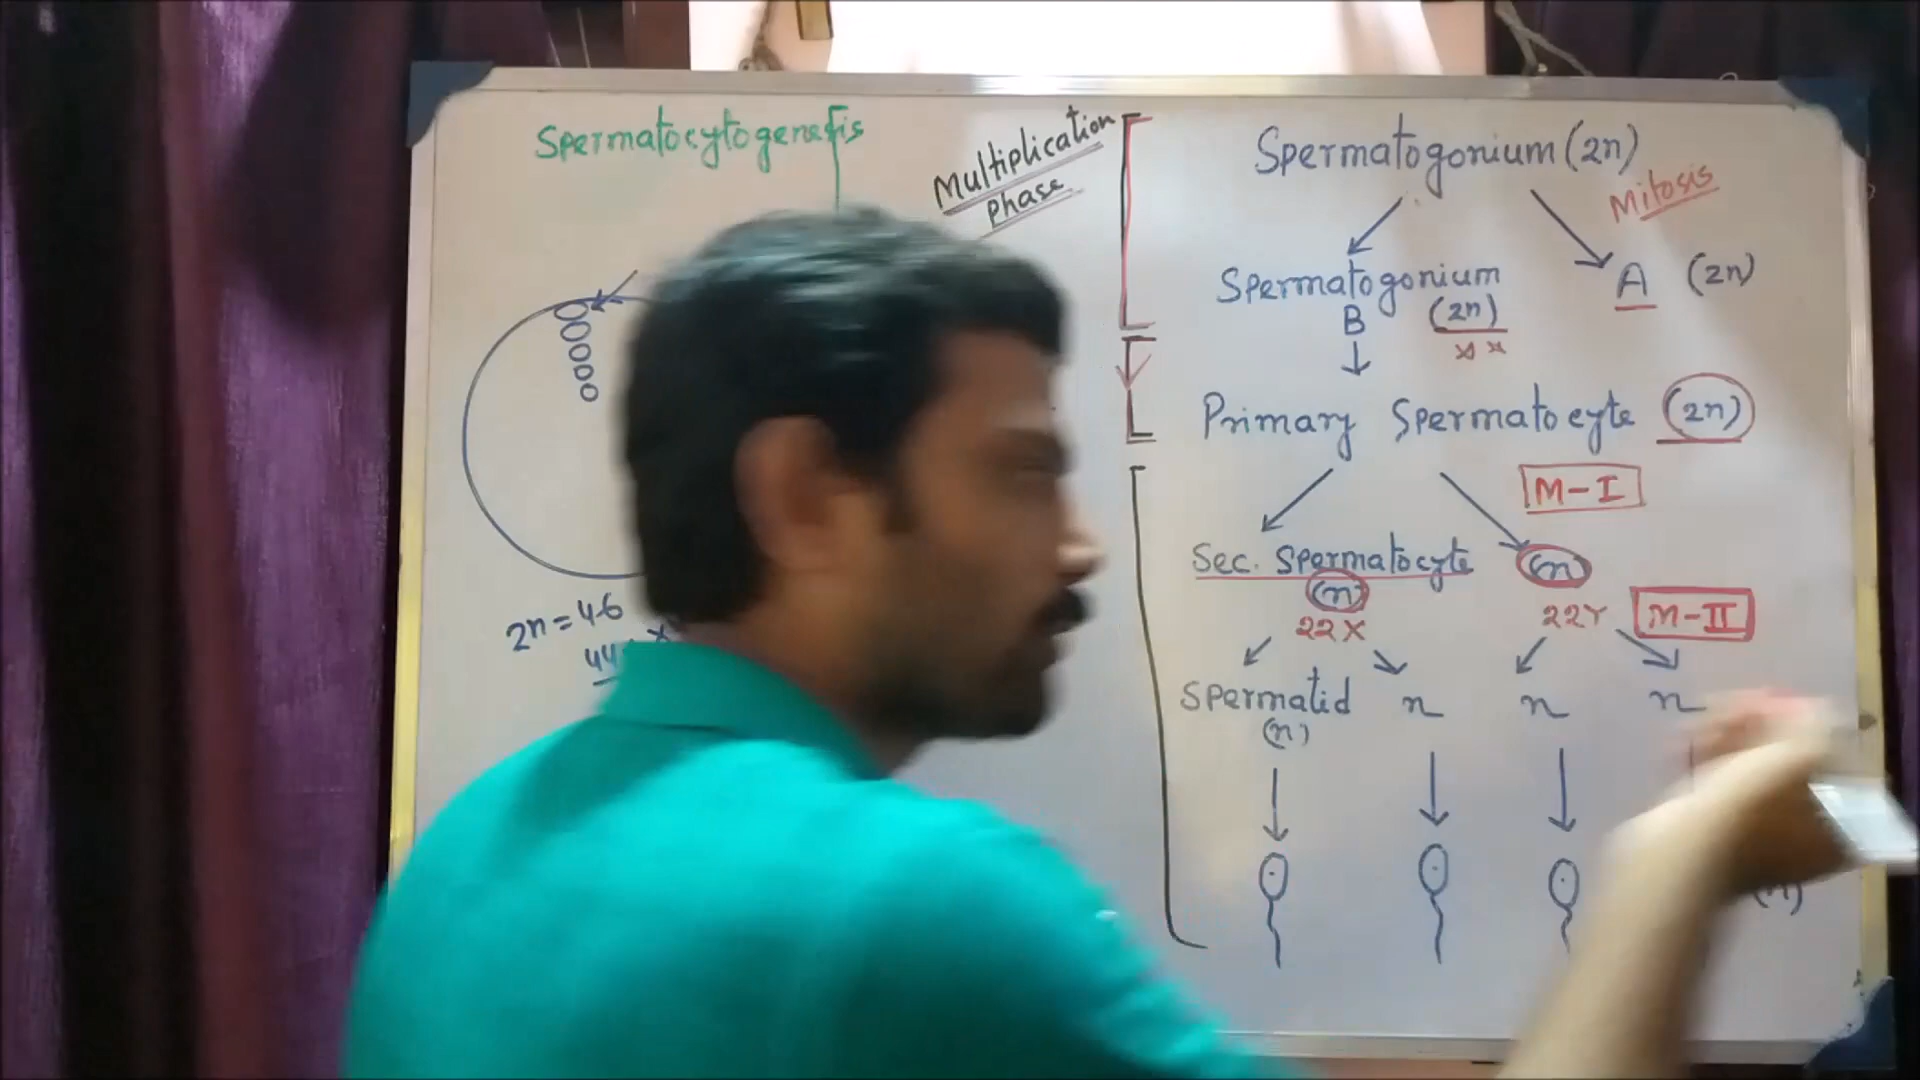 Spermatocytogenesis
Multiplication
Phase
Spermatogonium (2n)
Mitosis
Spermatogonium
B
(2n)
A (2n)
Primary Spermatocyte (2n)
M-I
Sec. Spermatocyte
(n)
(n)
22X
22Y
M-II
Spermatid
(n)
n
n
n
2n=46
44